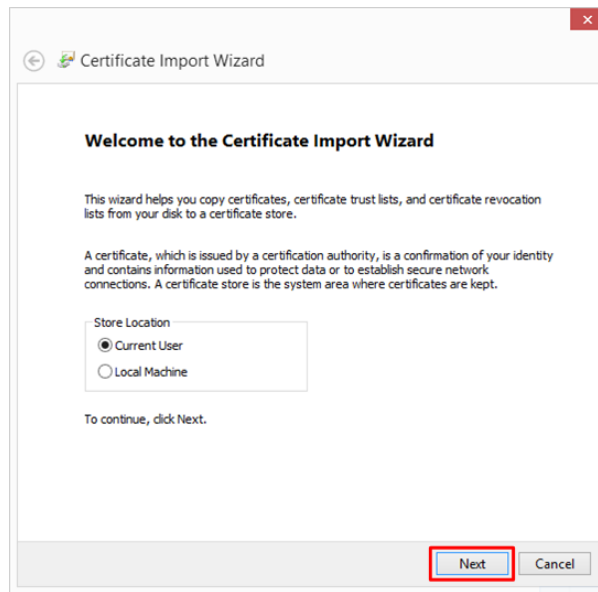 Certificate Import Wizard
Welcome to the Certificate Import Wizard
This wizard helps you copy certificates, certificate trust lists, and certificate revocation
lists from your disk to a certificate store.
A certificate, which is issued by a certification authority, is a confirmation of your identity
and contains information used to protect data or to establish secure network
connections. A certificate store is the system area where certificates are kept.
Store Location
Current User
Local Machine
To continue, click Next.
Next Cancel